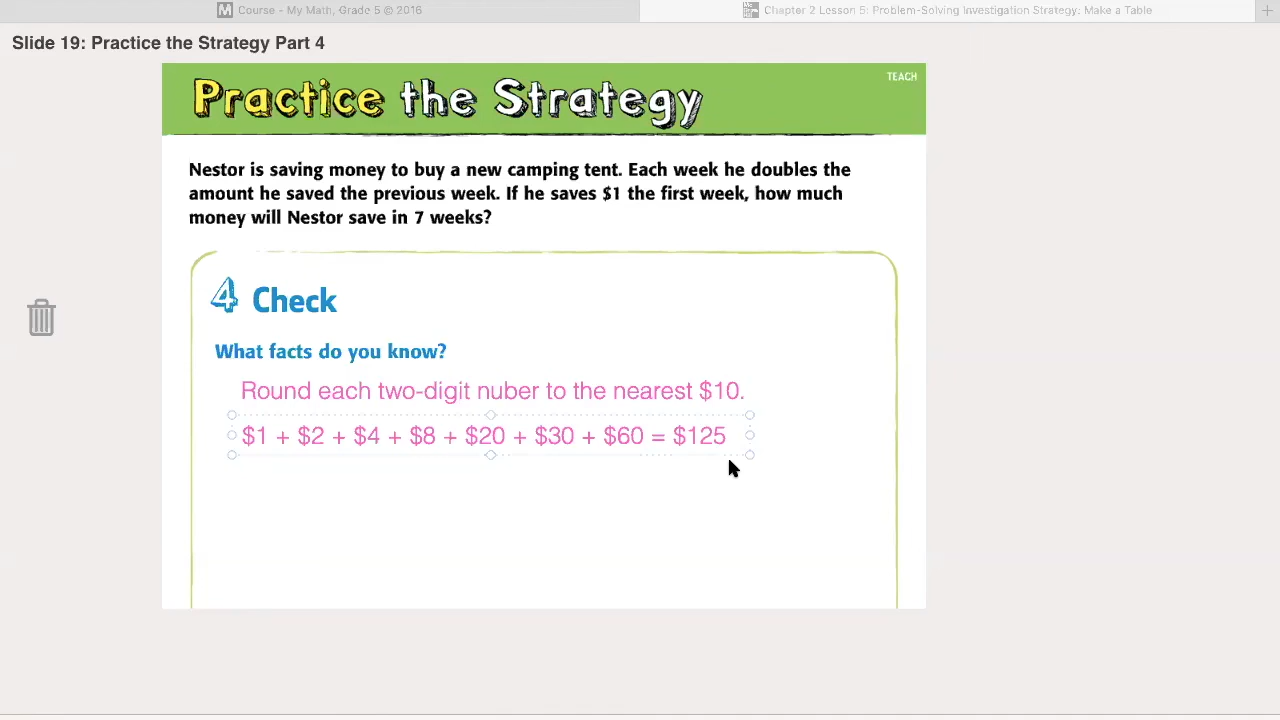 Course - My Math, Grade 5 © 2016
Chapter 2 Lesson 5: Problem-Solving Investigation Strategy: Make a Table
Slide 19: Practice the Strategy Part 4
TEACH
Practice the Strategy
Nestor is saving money to buy a new camping tent. Each week he doubles the
amount he saved the previous week. If he saves $1 the first week, how much
money will Nestor save in 7 weeks?
4 Check
What facts do you know?
Round each two-digit nuber to the nearest $10.
$1 + $2 + $4 + $8 + $20 + $30 + $60 = $125